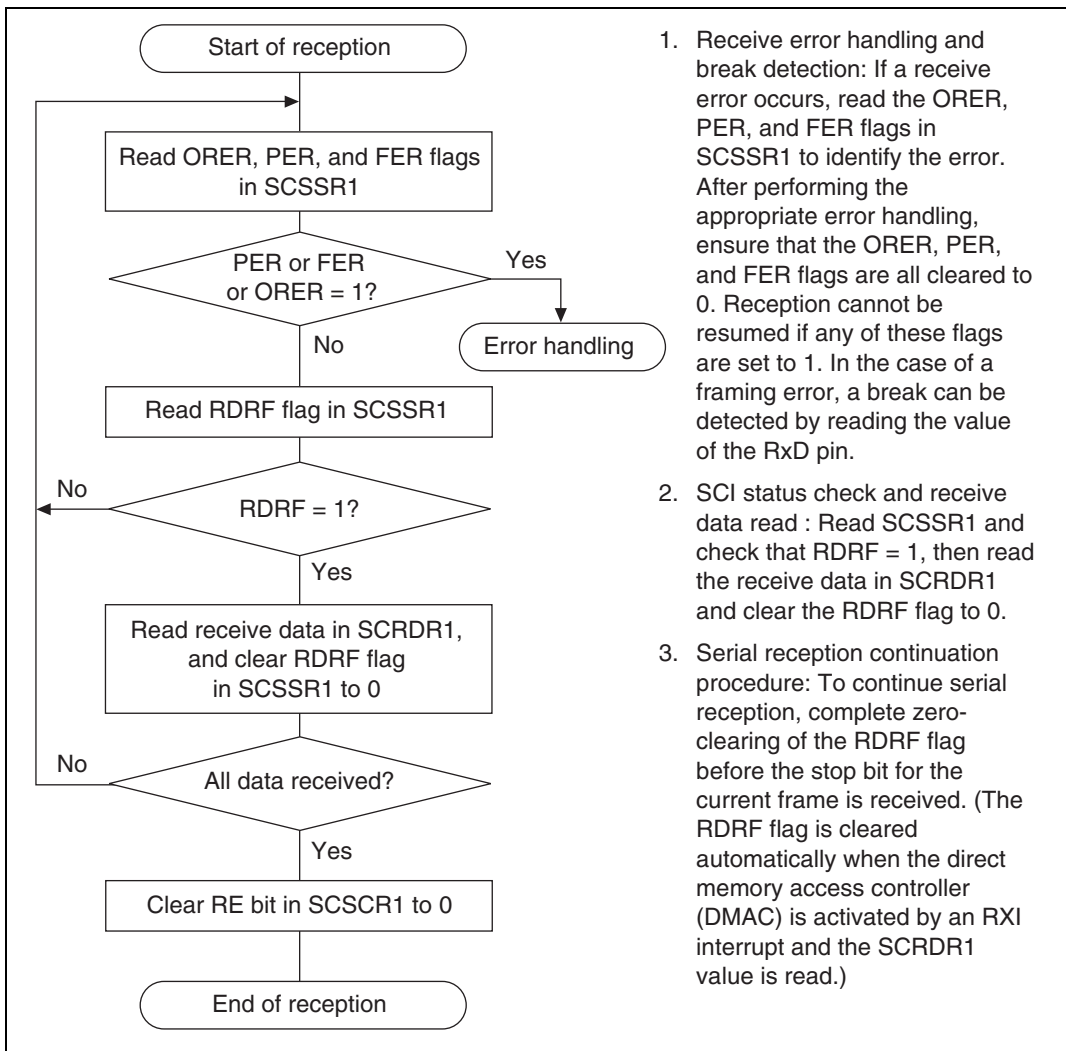 Start of reception
Read ORER, PER, and FER flags
in SCSSR1
PER or FER
or ORER = 1?
Yes
Error handling
No
Read RDRF flag in SCSSR1
No
RDRF = 1?
Yes
Read receive data in SCRDR1,
and clear RDRF flag
in SCSSR1 to 0
No
All data received?
Yes
Clear RE bit in SCSCR1 to 0
End of reception
1. Receive error handling and
break detection: If a receive
error occurs, read the ORER,
PER, and FER flags in
SCSSR1 to identify the error.
After performing the
appropriate error handling,
ensure that the ORER, PER,
and FER flags are all cleared to
0. Reception cannot be
resumed if any of these flags
are set to 1. In the case of a
framing error, a break can be
detected by reading the value
of the RxD pin.
2. SCI status check and receive
data read : Read SCSSR1 and
check that RDRF = 1, then read
the receive data in SCRDR1
and clear the RDRF flag to 0.
3. Serial reception continuation
procedure: To continue serial
reception, complete zero-
clearing of the RDRF flag
before the stop bit for the
current frame is received. (The
RDRF flag is cleared
automatically when the direct
memory access controller
(DMAC) is activated by an RXI
interrupt and the SCRDR1
value is read.)